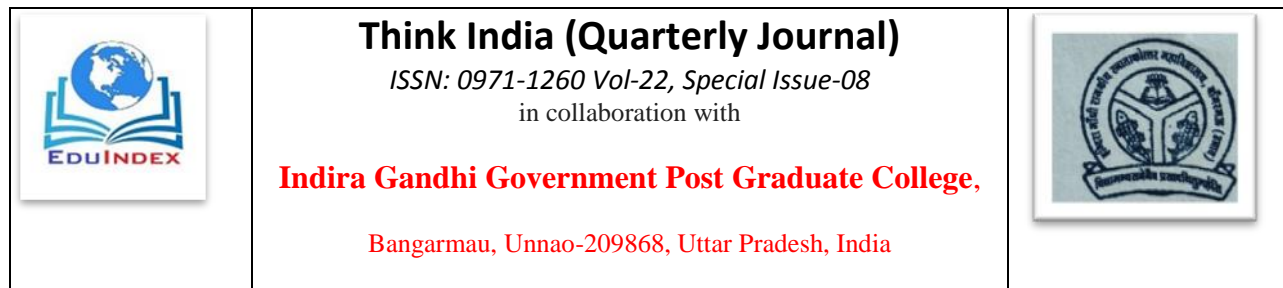 EDUINDEX
Think India (Quarterly Journal)
ISSN: 0971-1260 Vol-22, Special Issue-08
in collaboration with
Indira Gandhi Government Post Graduate College,
Bangarmau, Unnao-209868, Uttar Pradesh, India